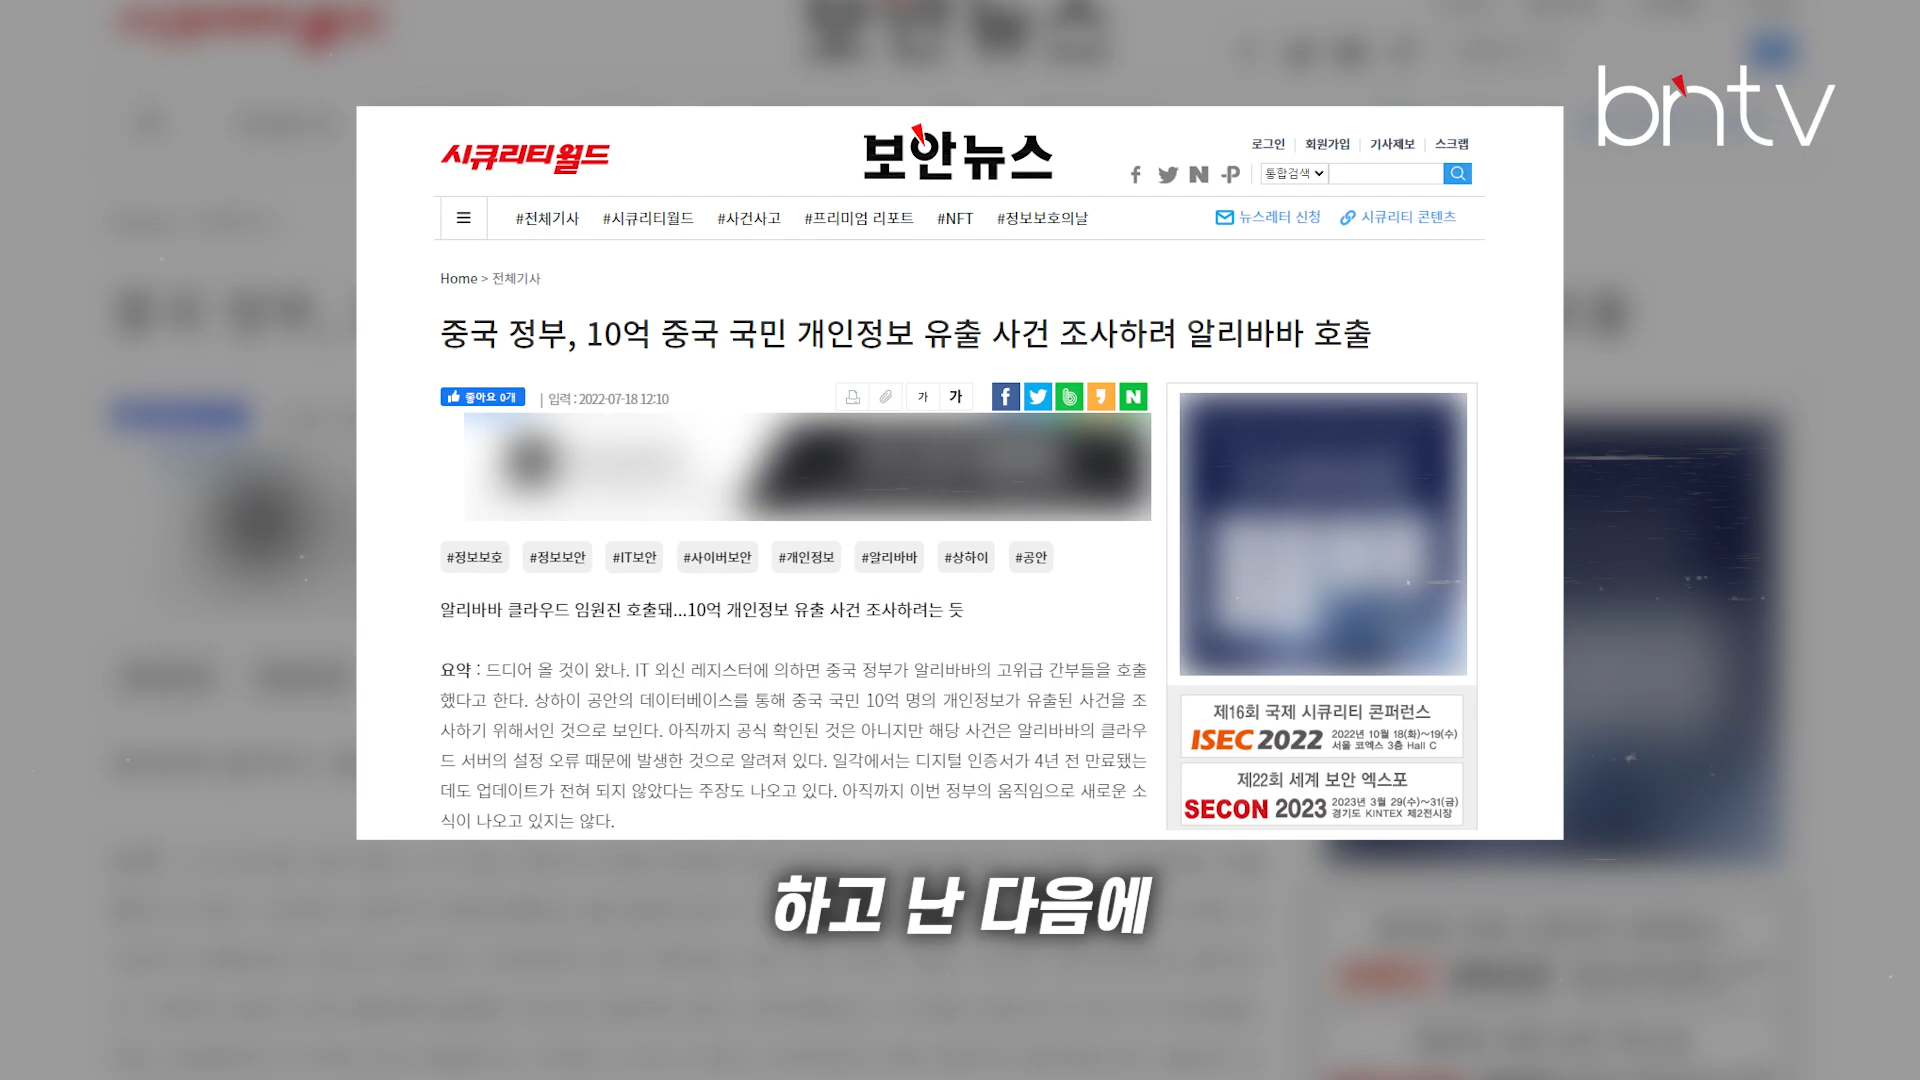 bntv
시큐리티월드
보안뉴스
로그인 회원가입 기사제보 스크랩
통합검색
#전체기사 #시큐리티월드 #사건사고 #프리미엄 리포트 #NFT #정보보호의날
뉴스레터 신청 시큐리티 콘텐츠
Home > 전체기사
중국 정부, 10억 중국 국민 개인정보 유출 사건 조사하려 알리바바 호출
좋아요 0개 | 입력 : 2022-07-18 12:10
가 가
#정보보호 #정보보안 #IT보안 #사이버보안 #개인정보 #알리바바 #상하이 #공안
알리바바 클라우드 임원진 호출돼...10억 개인정보 유출 사건 조사하려는 듯
요약 : 드디어 올 것이 왔나. IT 외신 레지스터에 의하면 중국 정부가 알리바바의 고위급 간부들을 호출
했다고 한다. 상하이 공안의 데이터베이스를 통해 중국 국민 10억 명의 개인정보가 유출된 사건을 조
사하기 위해서인 것으로 보인다. 아직까지 공식 확인된 것은 아니지만 해당 사건은 알리바바의 클라우
드 서버의 설정 오류 때문에 발생한 것으로 알려져 있다. 일각에서는 디지털 인증서가 4년 전 만료됐는
데도 업데이트가 전혀 되지 않았다는 주장도 나오고 있다. 아직까지 이번 정부의 움직임으로 새로운 소
식이 나오고 있지는 않다.
제16회 국제 시큐리티 콘퍼런스
ISEC 2022 2022년 10월 18(화)~19(수)
서울 코엑스 3층 Hall C
제22회 세계 보안 엑스포
SECON 2023 2023년 3월 29(수)~31(금)
경기도 KINTEX 제2전시장
하고 난 다음에